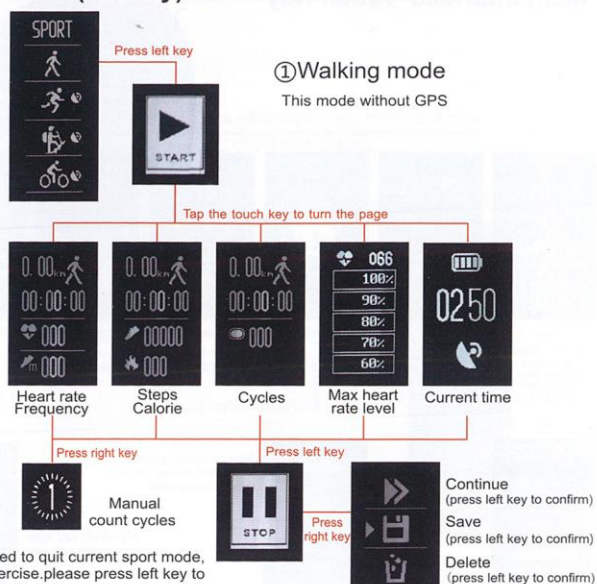 SPORT
Press left key
①Walking mode
This mode without GPS
START
Tap the touch key to turn the page
0.00km
00:00:00
000
m 000
0.00km
00:00:00
00000
000
0.00km
00:00:00
000
066
100%
90%
80%
70%
60%
0250
Heart rate
Frequency
Steps
Calorie
Cycles
Max heart
rate level
Current time
Press right key
Press left key
1
Manual
count cycles
STOP
Press
right key
Continue
(press left key to confirm)
Save
(press left key to confirm)
Delete
(press left key to confirm)
ed to quit current sport mode,
ercise.please press left key to